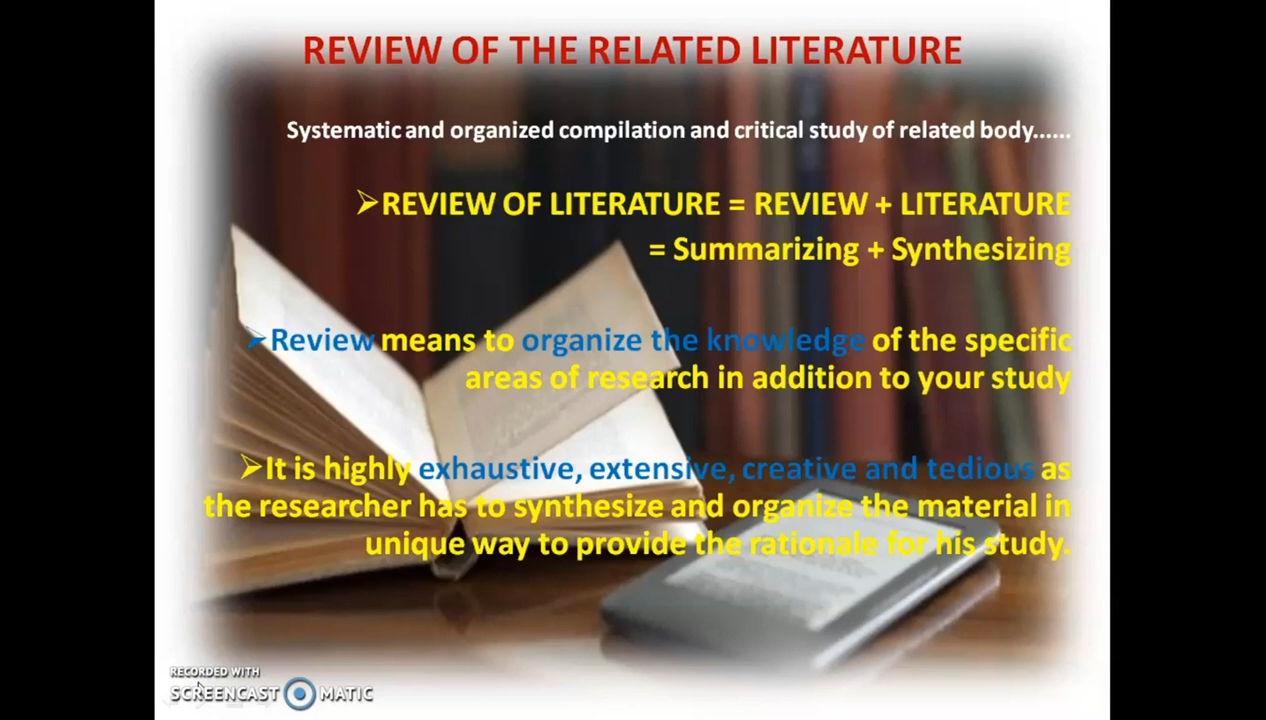 REVIEW OF THE RELATED LITERATURE
Systematic and organized compilation and critical study of related body......
➢REVIEW OF LITERATURE = REVIEW + LITERATURE
= Summarizing + Synthesizing
➢Review means to organize the knowledge of the specific
areas of research in addition to your study
➢It is highly exhaustive, extensive, creative and tedious as
the researcher has to synthesize and organize the material in
unique way to provide the rationale for his study.
RECORDED WITH
SCREENCAST MATIC